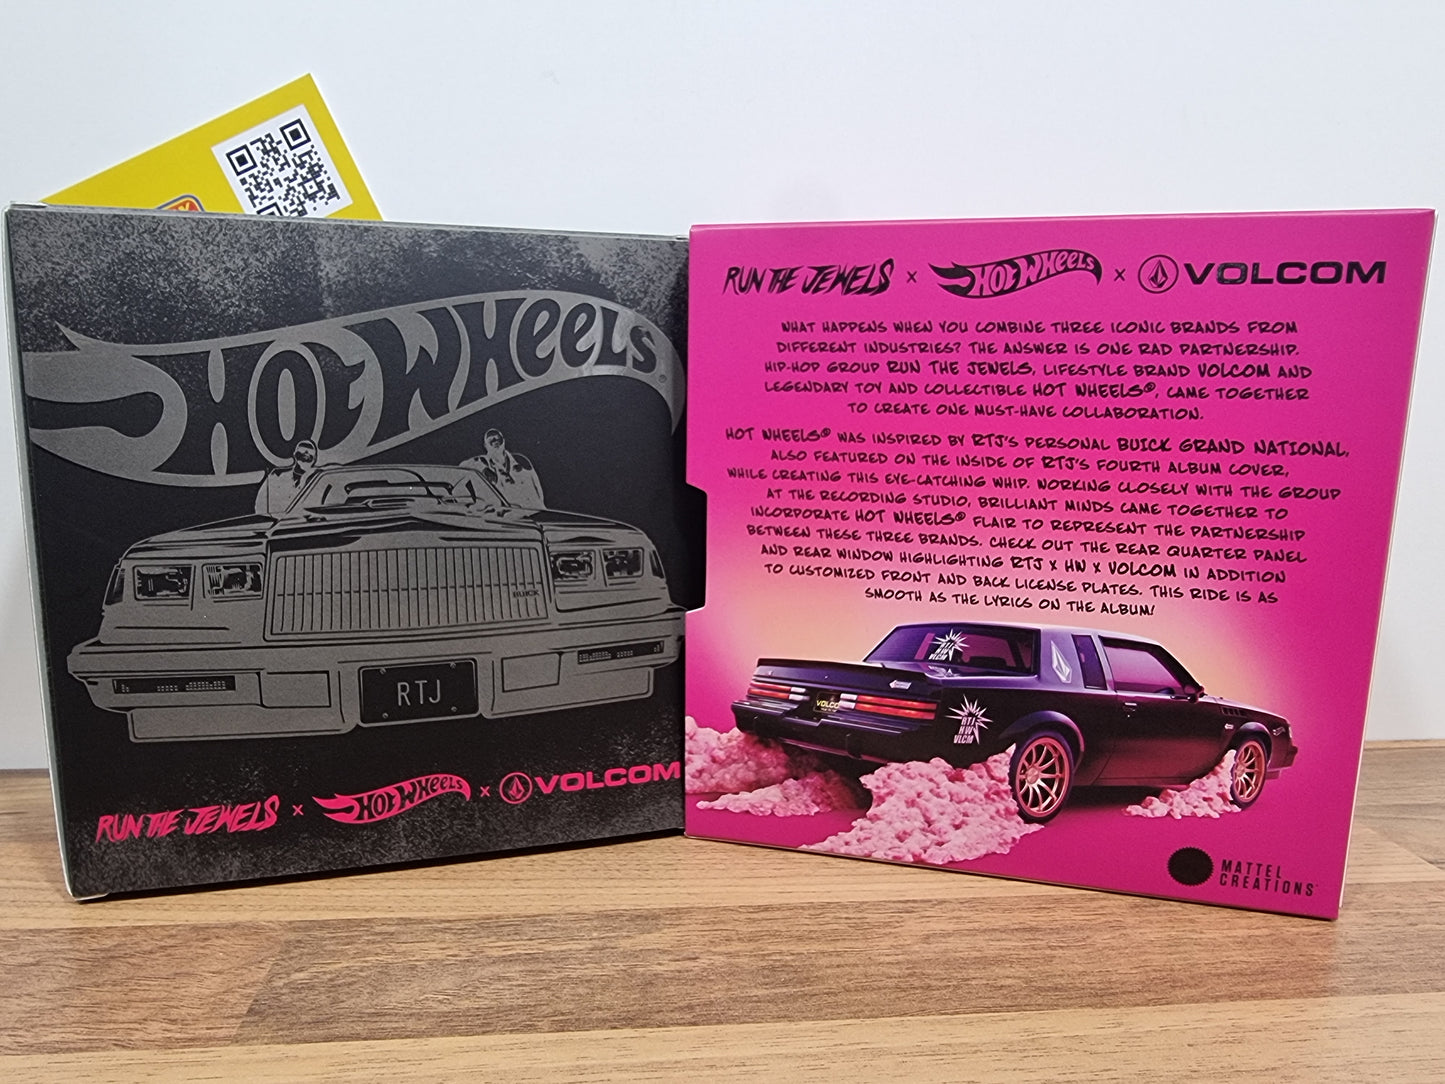 HOT WHEELS
BUICK
RTJ
RUN THE JEWELS x HOT WHEELS x VOLCOM
RUN THE JEWELS x HOT WHEELS x VOLCOM
WHAT HAPPENS WHEN YOU COMBINE THREE ICONIC BRANDS FROM
DIFFERENT INDUSTRIES? THE ANSWER IS ONE RAD PARTNERSHIP.
HIP-HOP GROUP RUN THE JEWELS, LIFESTYLE BRAND VOLCOM AND
LEGENDARY TOY AND COLLECTIBLE HOT WHEELS®, CAME TOGETHER
TO CREATE ONE MUST-HAVE COLLABORATION.
HOT WHEELS® WAS INSPIRED BY RTJ'S PERSONAL BUICK GRAND NATIONAL,
ALSO FEATURED ON THE INSIDE OF RTJ'S FOURTH ALBUM COVER,
WHILE CREATING THIS EYE-CATCHING WHIP. WORKING CLOSELY WITH THE GROUP
AT THE RECORDING STUDIO, BRILLIANT MINDS CAME TOGETHER TO
INCORPORATE HOT WHEELS® FLAIR TO REPRESENT THE PARTNERSHIP
BETWEEN THESE THREE BRANDS. CHECK OUT THE REAR QUARTER PANEL
AND REAR WINDOW HIGHLIGHTING RTJ x HW x VOLCOM IN ADDITION
TO CUSTOMIZED FRONT AND BACK LICENSE PLATES. THIS RIDE IS AS
SMOOTH AS THE LYRICS ON THE ALBUM!
RTJ
HW
VLCM
VOLCO
RTJ
HW
VLCM
MATTEL
CREATIONS